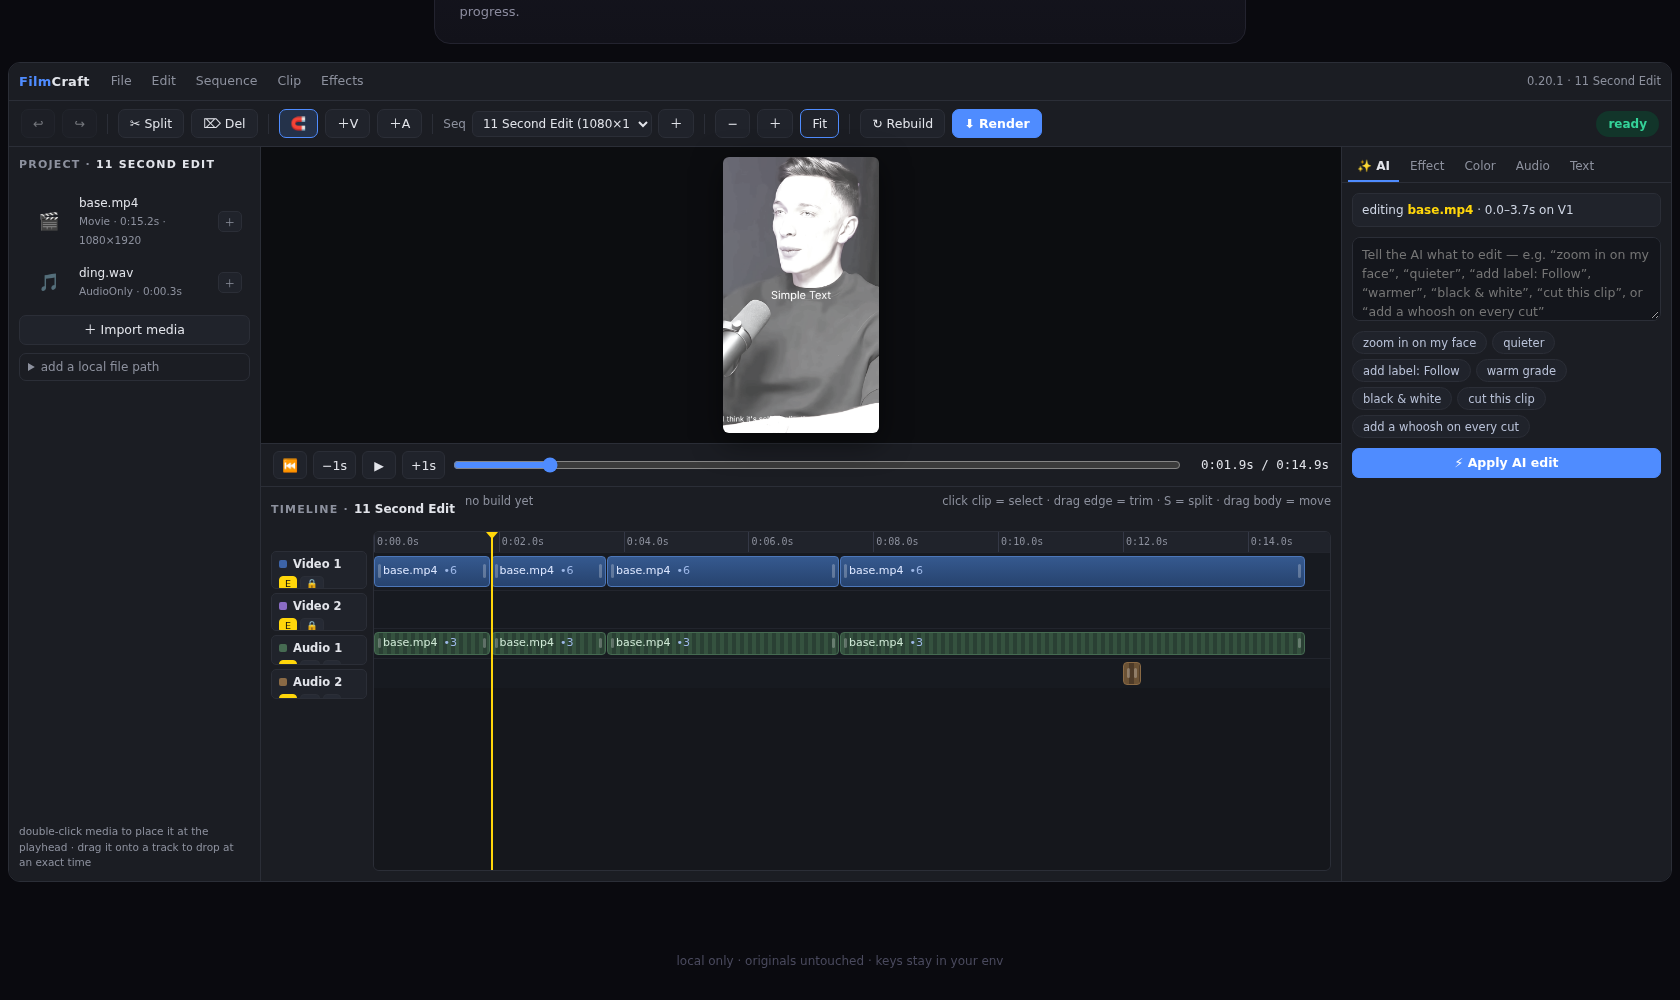 progress.
FilmCraft File Edit Sequence Clip Effects 0.20.1 · 11 Second Edit
↩ ↪ ✂ Split ⌦ Del 🧲 +V +A Seq 11 Second Edit (1080×1 + − + Fit ↻ Rebuild ⬇ Render ready
PROJECT · 11 SECOND EDIT
base.mp4
Movie · 0:15.2s ·
1080×1920
+
ding.wav
AudioOnly · 0:00.3s
+
+ Import media
▶ add a local file path
double-click media to place it at the
playhead · drag it onto a track to drop at
an exact time
Simple Text
I think it's
⏪ −1s ▶ +1s 0:01.9s / 0:14.9s
TIMELINE · 11 Second Edit no build yet click clip = select · drag edge = trim · S = split · drag body = move
0:00.0s 0:02.0s 0:04.0s 0:06.0s 0:08.0s 0:10.0s 0:12.0s 0:14.0s
Video 1 base.mp4 •6 base.mp4 •6 base.mp4 •6 base.mp4 •6
E 🔒
Video 2
E 🔒
Audio 1 base.mp4 •3 base.mp4 •3 base.mp4 •3 base.mp4 •3
Audio 2
✨ AI Effect Color Audio Text
editing base.mp4 · 0.0–3.7s on V1
Tell the AI what to edit — e.g. “zoom in on my
face”, “quieter”, “add label: Follow”,
“warmer”, “black & white”, “cut this clip”, or
“add a whoosh on every cut”
zoom in on my face quieter
add label: Follow warm grade
black & white cut this clip
add a whoosh on every cut
⚡ Apply AI edit
local only · originals untouched · keys stay in your env